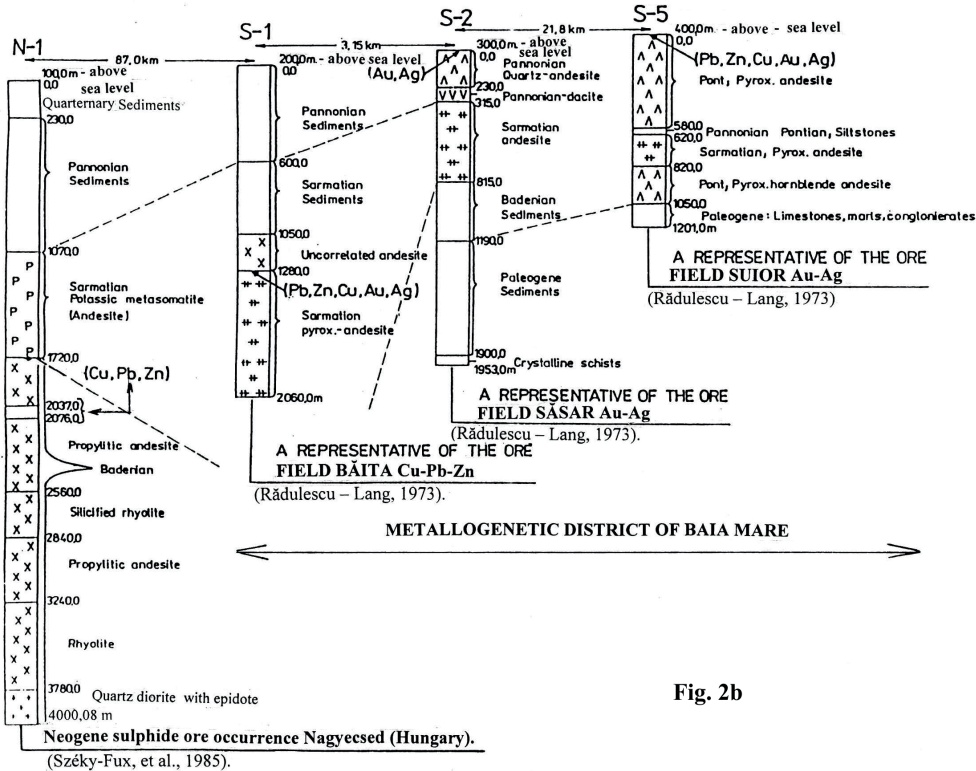 N-1
87,0km
S-1
3,15 km
S-2
21,8 km
S-5
100,0m - above
sea level
0,0
Quarternary Sediments
230,0
Pannonian
Sediments
1070,0
Sarmatian
Potassic metasomatite
(Andesite)
P
P
P
P
P
P
P
1720,0
(Cu,Pb,Zn)
2037,0
2076,0
Propylitic andesite
Baderian
2560,0
Silicified rhyolite
2840,0
Propylitic andesite
3240,0
Rhyolite
3780,0
Quartz diorite with epidote
4000,08 m
Neogene sulphide ore occurrence Nagyecsed (Hungary).
(Széky-Fux, et al., 1985).
200,0m - above sea level
0,0
Pannonian
Sediments
600,0
Sarmatian
Sediments
1050,0
Uncorrelated andesite
1280,0
(Pb,Zn,Cu,Au,Ag)
Sarmation
pyrox.-andesite
2060,0m
A REPRESENTATIVE OF THE ORE
FIELD BĂITA Cu-Pb-Zn
(Rădulescu – Lang, 1973).
300,0m - above
sea level
0,0
(Au,Ag)
Pannonian
Quartz-andesite
230,0
V V V
Pannonian-dacite
315,0
Sarmatian
andesite
815,0
Badenian
Sediments
1190,0
Paleogene
Sediments
1900,0
Crystalline schists
1953,0m
A REPRESENTATIVE OF THE ORE
FIELD SĂSAR Au-Ag
(Rădulescu – Lang, 1973).
400,0m - above sea level
0,0
(Pb,Zn,Cu,Au,Ag)
Pont, Pyrox. andesite
580,0
Pannonian Pontian, Siltstones
620,0
Sarmatian, Pyrox. andesite
820,0
Pont, Pyrox.hornblende andesite
1050,0
Paleogene: Limestones, marts, conglonierates
1201,0m
A REPRESENTATIVE OF THE ORE
FIELD SUIOR Au-Ag
(Rădulescu – Lang, 1973)
METALLOGENETIC DISTRICT OF BAIA MARE
Fig. 2b